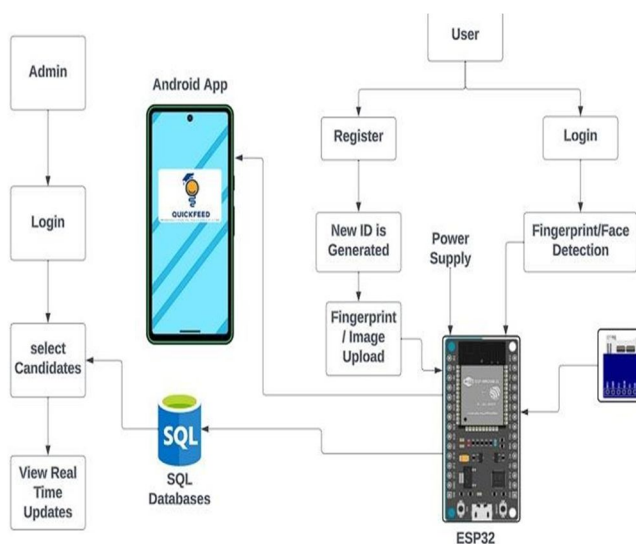 User
Admin
Android App
Register
Login
QUICKFEED
Login
New ID is
Generated
Power
Supply
Fingerprint/Face
Detection
Fingerprint
/ Image
Upload
select
Candidates
SQL
SQL
Databases
View Real
Time
Updates
ESP32